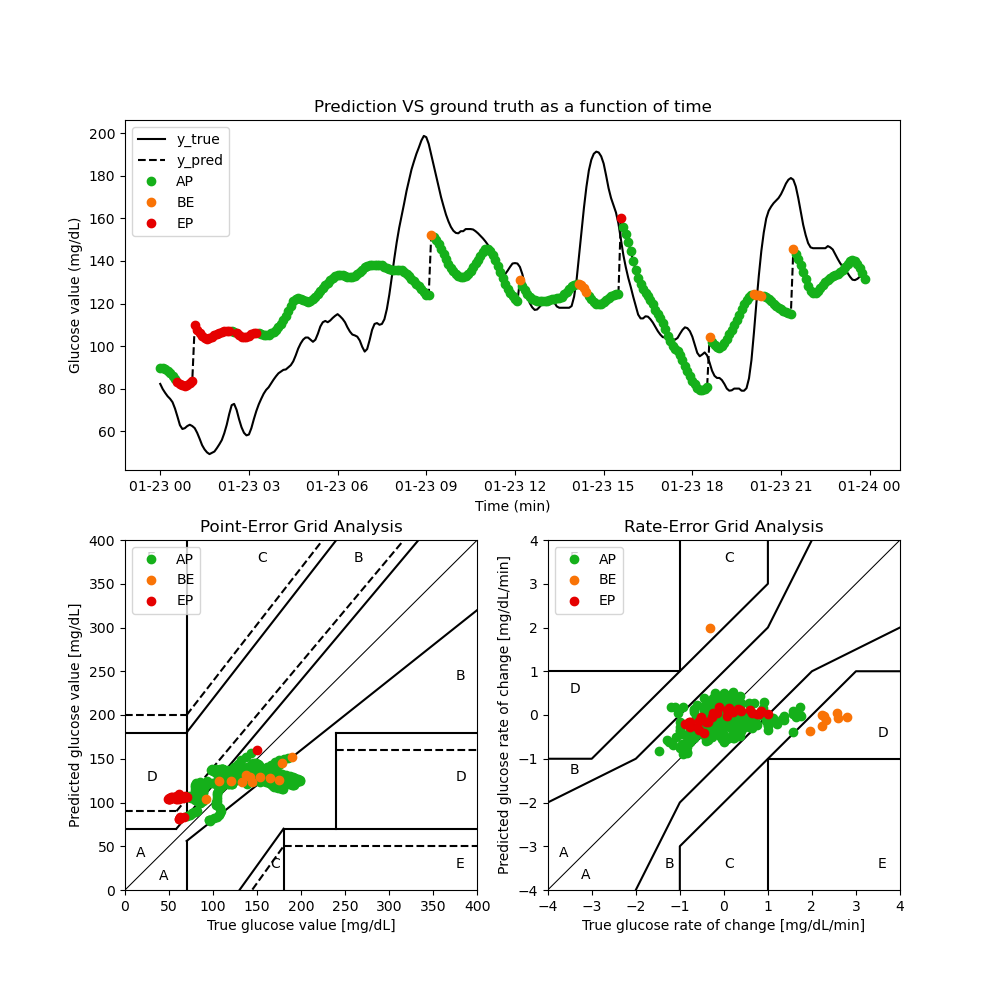 Prediction VS ground truth as a function of time
Glucose value (mg/dL)
200
180
160
140
120
100
80
60
y_true
y_pred
AP
BE
EP
01-23 00 01-23 03 01-23 06 01-23 09 01-23 12 01-23 15 01-23 18 01-23 21 01-24 00
Time (min)
Point-Error Grid Analysis
Predicted glucose value [mg/dL]
400
350
300
250
200
150
100
50
0
AP
BE
EP
C B
B
D D
A
A
C E
0 50 100 150 200 250 300 350 400
True glucose value [mg/dL]
Rate-Error Grid Analysis
Predicted glucose rate of change [mg/dL/min]
4
3
2
1
0
−1
−2
−3
−4
AP
BE
EP
C
D
D
B
A
A
B C E
−4 −3 −2 −1 0 1 2 3 4
True glucose rate of change [mg/dL/min]